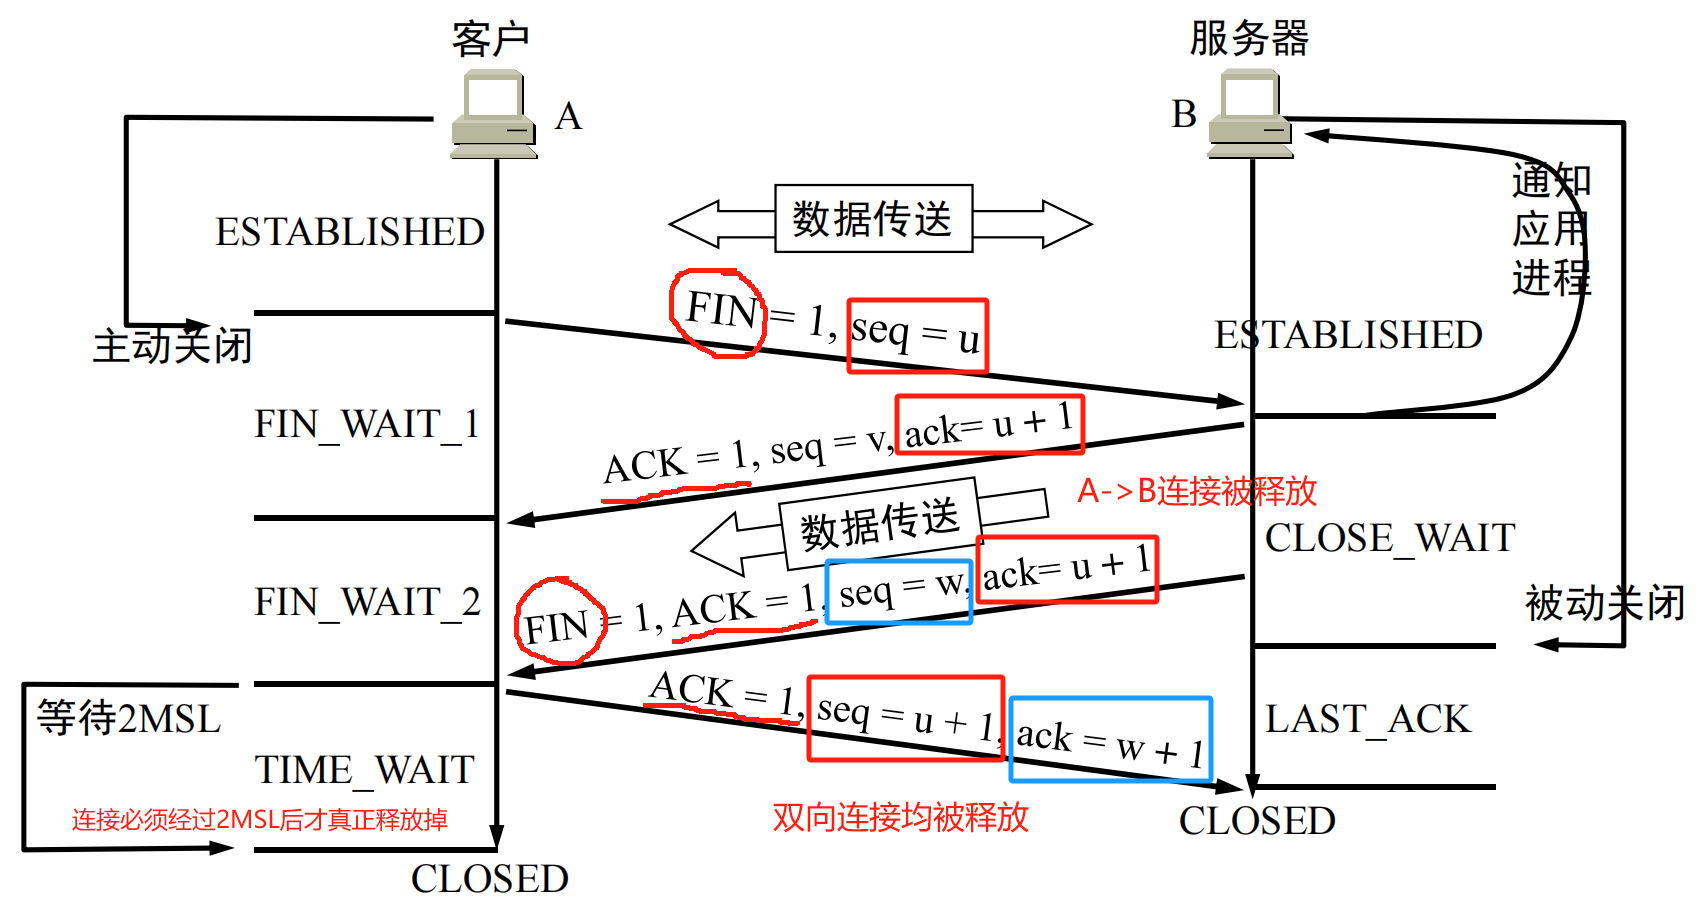 客户
服务器
A
B
通知
应用
进程
ESTABLISHED
数据传送
主动关闭
FIN = 1, seq = u
ESTABLISHED
FIN_WAIT_1
ACK = 1, seq = v, ack= u + 1
A->B连接被释放
数据传送
CLOSE_WAIT
FIN_WAIT_2
FIN = 1, ACK = 1, seq = w, ack= u + 1
被动关闭
等待2MSL
ACK = 1, seq = u + 1, ack = w + 1
LAST_ACK
TIME_WAIT
连接必须经过2MSL后才真正释放掉
双向连接均被释放
CLOSED
CLOSED